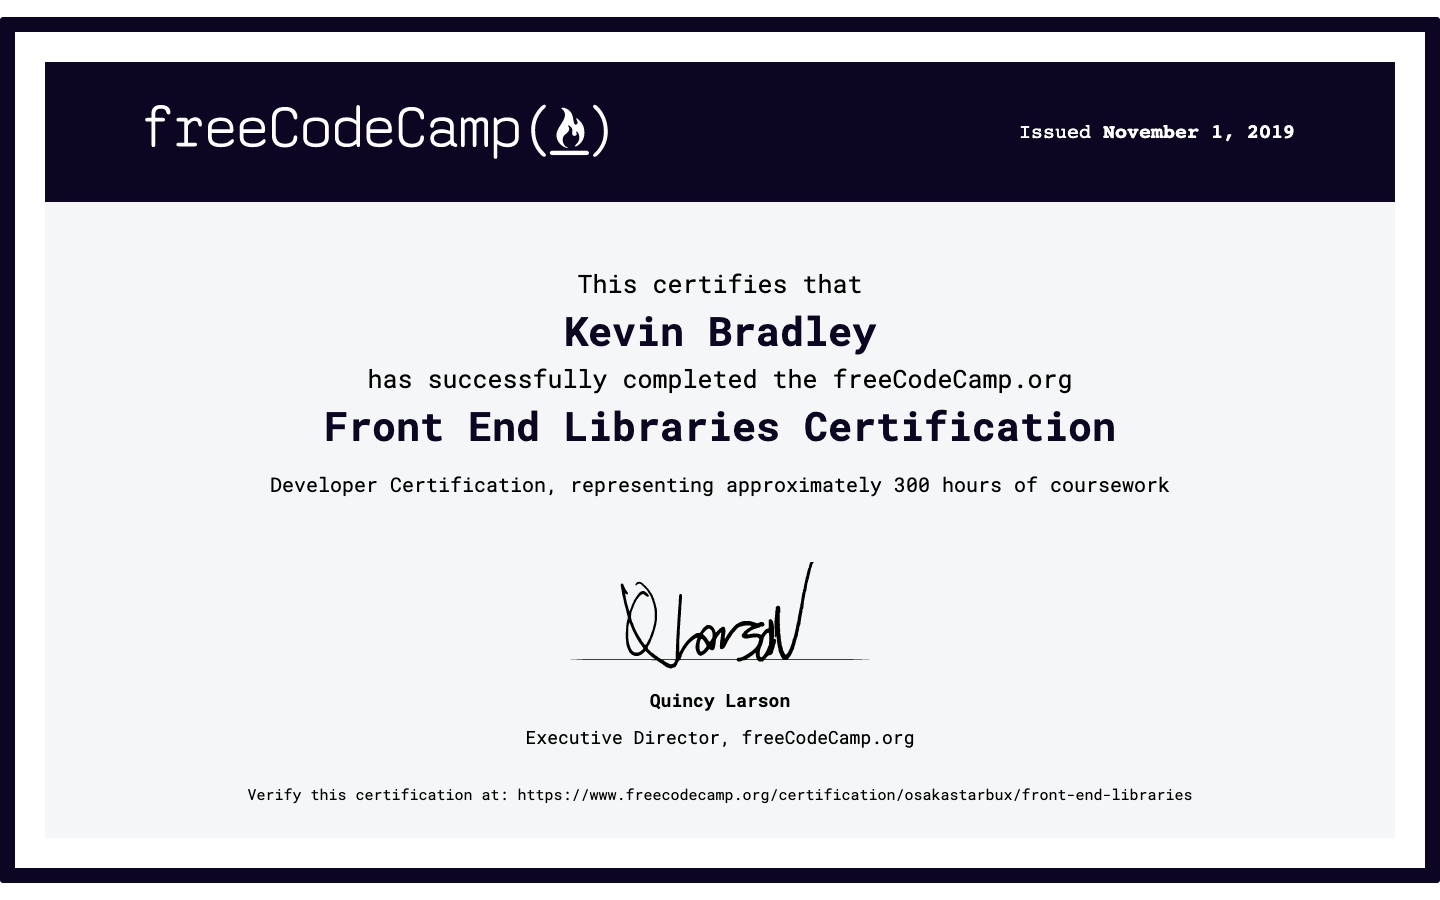 freeCodeCamp(🔥)
Issued November 1, 2019
This certifies that
Kevin Bradley
has successfully completed the freeCodeCamp.org
Front End Libraries Certification
Developer Certification, representing approximately 300 hours of coursework
Q Larson
Quincy Larson
Executive Director, freeCodeCamp.org
Verify this certification at: https://www.freecodecamp.org/certification/osakastarbux/front-end-libraries